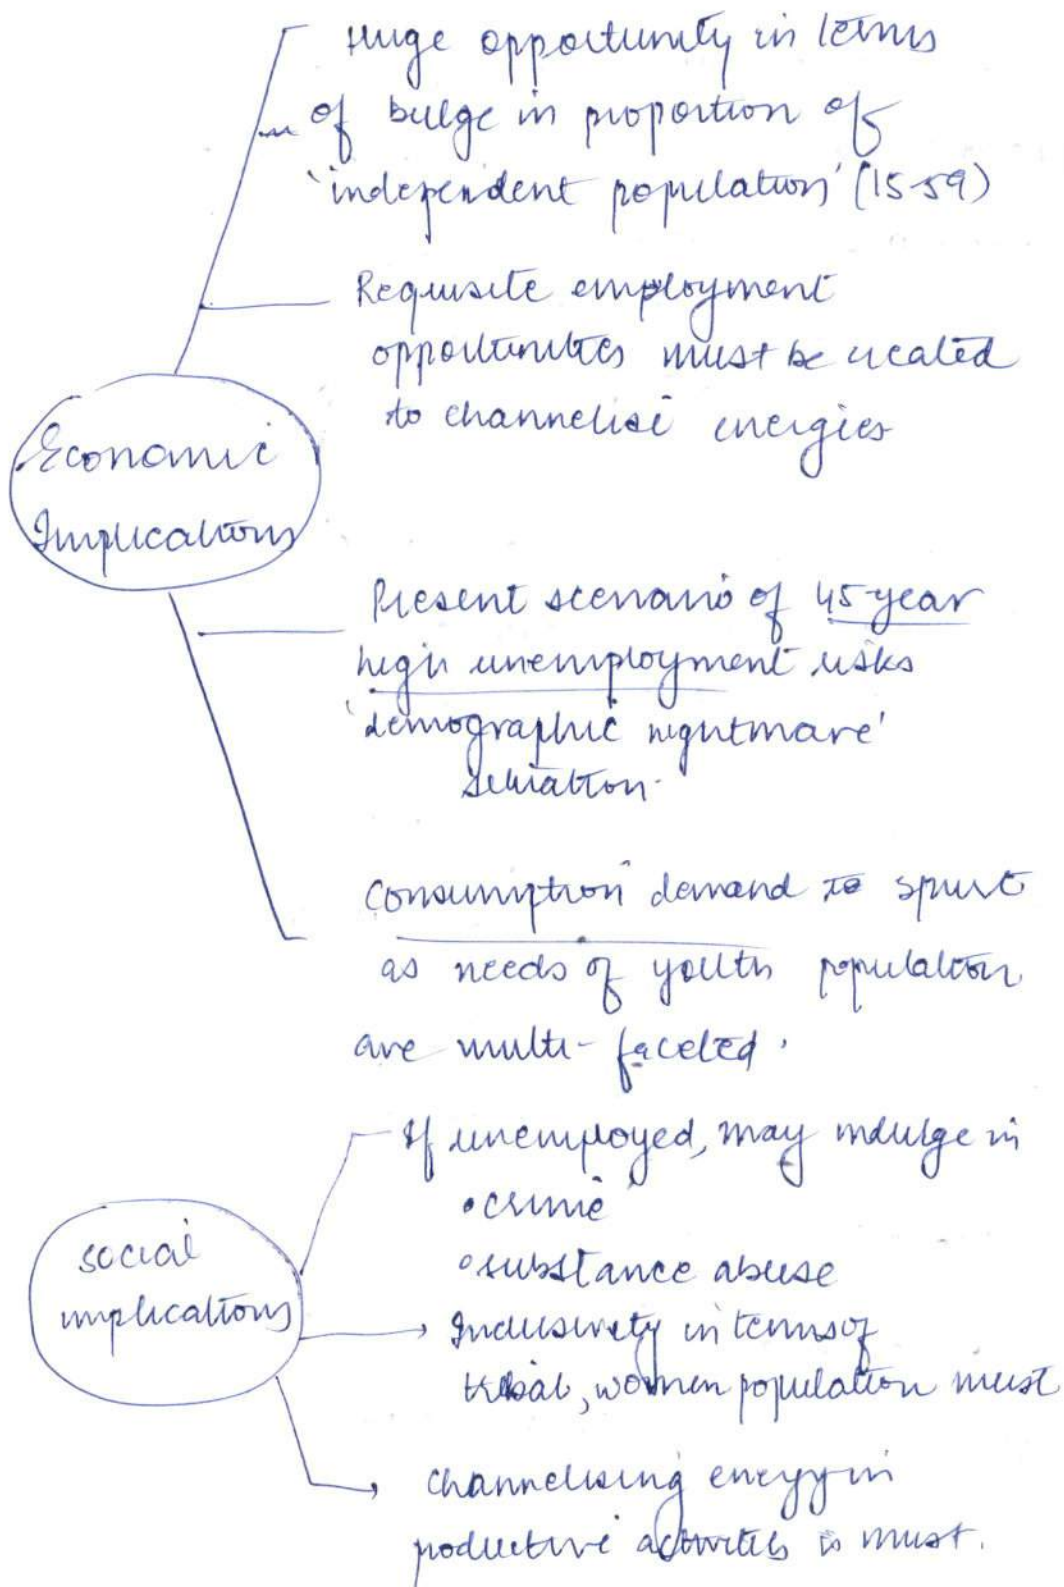 Huge opportunity in terms
of bulge in proportion of
'independent population' (15-59)
Requisite employment
opportunities must be created
to channelise energies
Economic
Implications
Present scenario of 45-year
high unemployment risks
'demographic nightmare'
situation.
Consumption demand to spurt
as needs of youth population
are multi-faceted.
If unemployed, may indulge in
• crime
• substance abuse
social
implications
→ Inclusivity in terms of
tribal, women population must
→ channelising energy in
poductive activities is must.